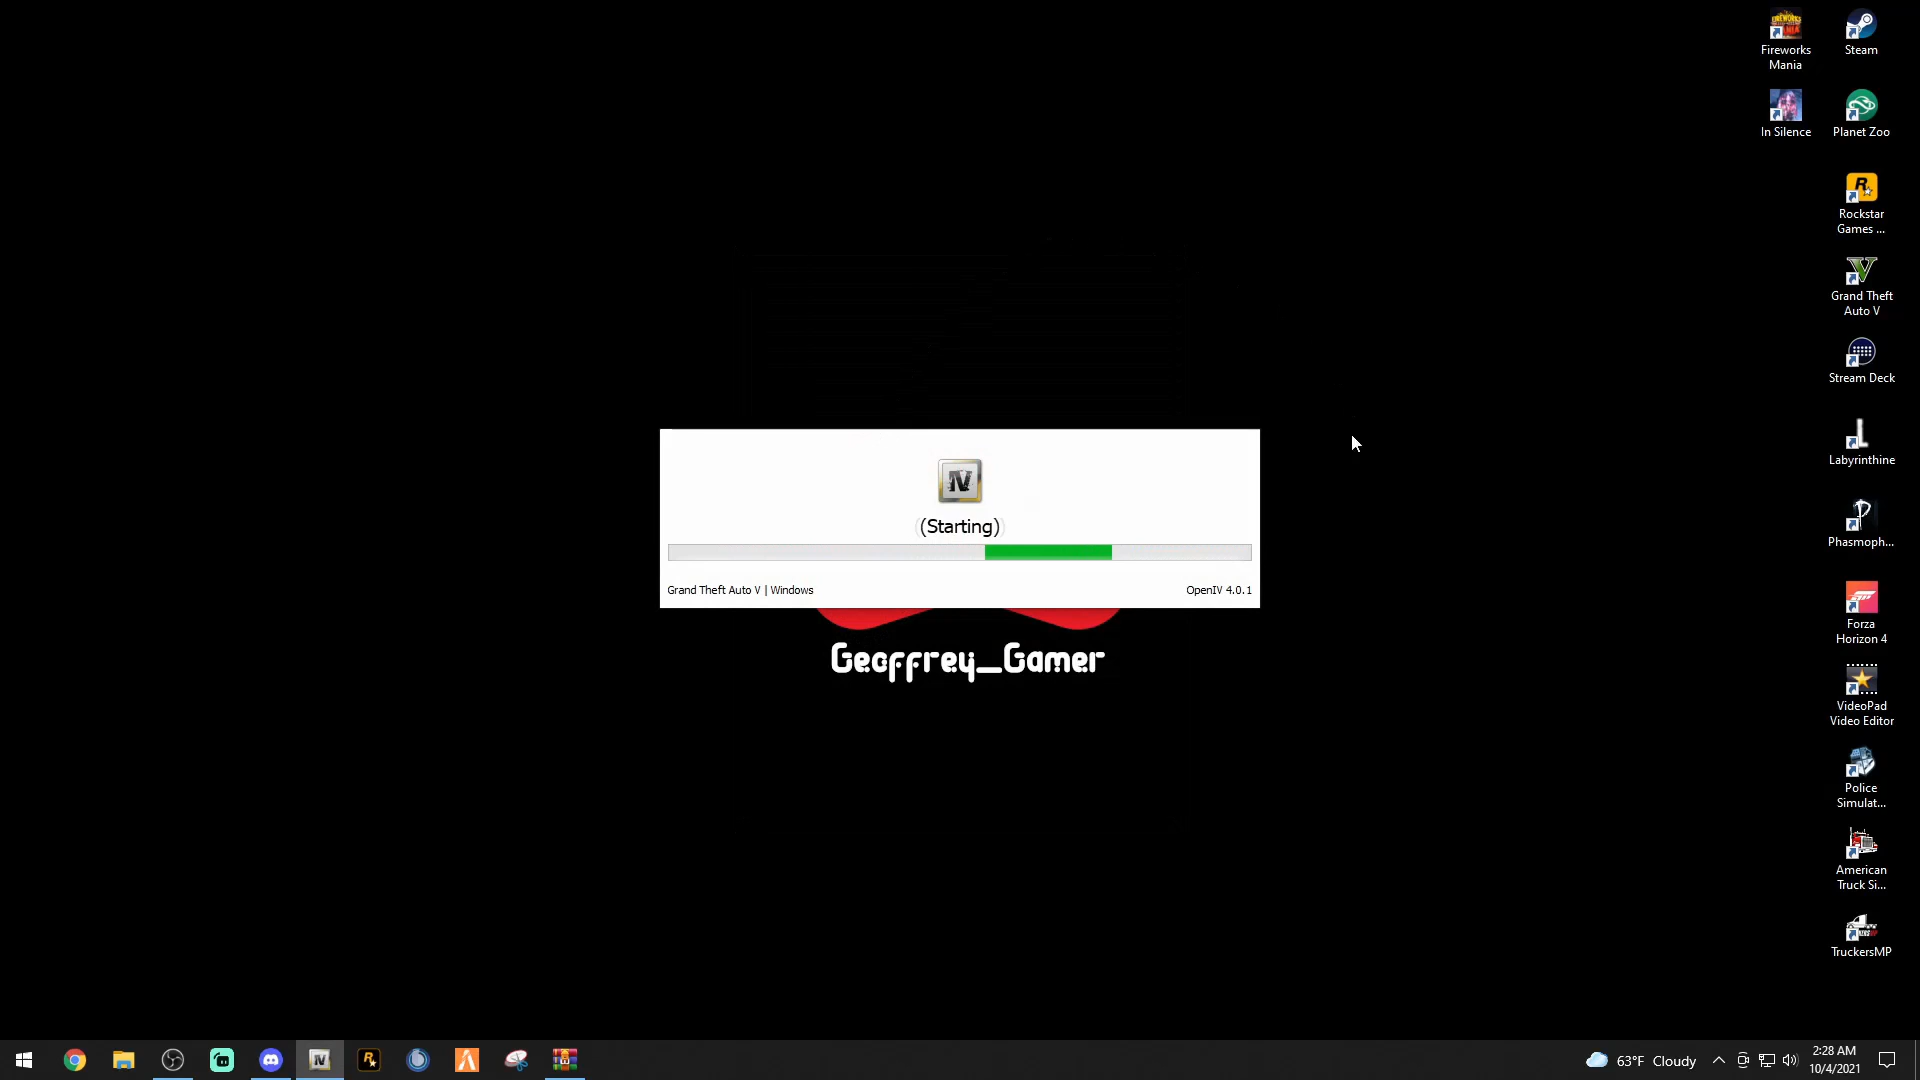 Fireworks
Mania
Steam
In Silence
Planet Zoo
Rockstar
Games ...
Grand Theft
Auto V
Stream Deck
Labyrinthine
Phasmoph...
Forza
Horizon 4
VideoPad
Video Editor
Police
Simulat...
American
Truck Si...
TruckersMP
IV
(Starting)
Grand Theft Auto V | Windows
OpenIV 4.0.1
Geoffrey_Gamer
63°F Cloudy
2:28 AM
10/4/2021